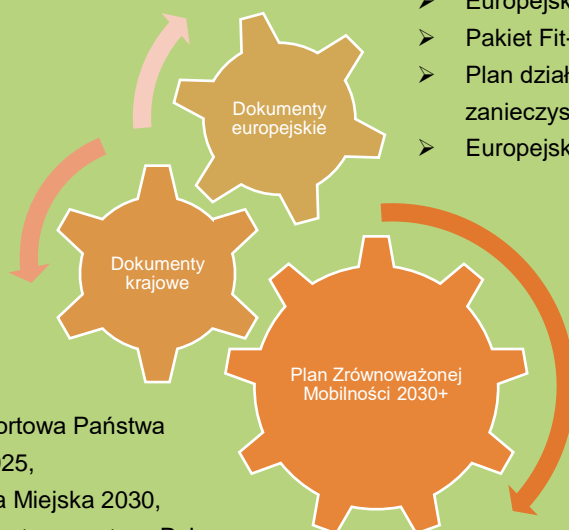 Europejsk
Pakiet Fit-
Plan dział
zanieczys
Europejsk
Dokumenty
europejskie
Dokumenty
krajowe
Plan Zrównoważonej
Mobilności 2030+
ortowa Państwa
025,
a Miejska 2030,